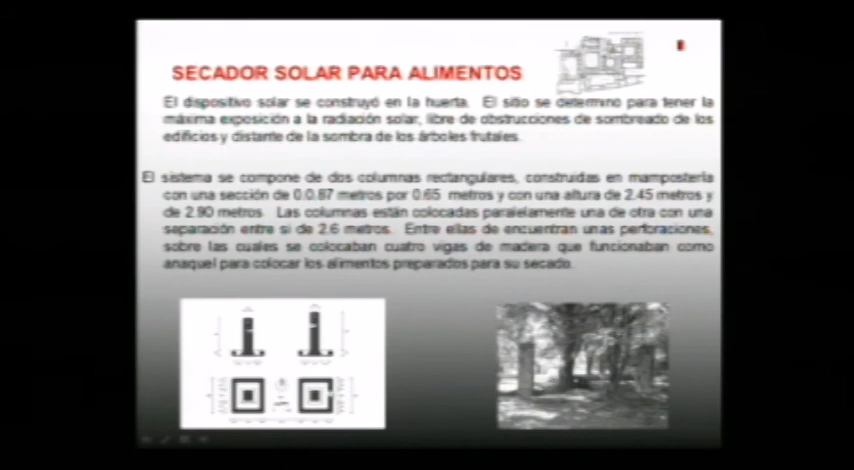 SECADOR SOLAR PARA ALIMENTOS
El dispositivo solar se construyó en la huerta. El sitio se determinó para tener la
máxima exposición a la radiación solar, libre de obstrucciones de sombreado de los
edificios y distante de la sombra de los árboles frutales.
El sistema se compone de dos columnas rectangulares, construidas en mampostería
con una sección de 0.0.87 metros por 0.65 metros y con una altura de 2.45 metros y
de 2.90 metros. Las columnas están colocadas paralelamente una de otra con una
separación entre si de 2.6 metros. Entre ellas de encuentran unas perforaciones,
sobre las cuales se colocaban cuatro vigas de madera que funcionaban como
anaquel para colocar los alimentos preparados para su secado.